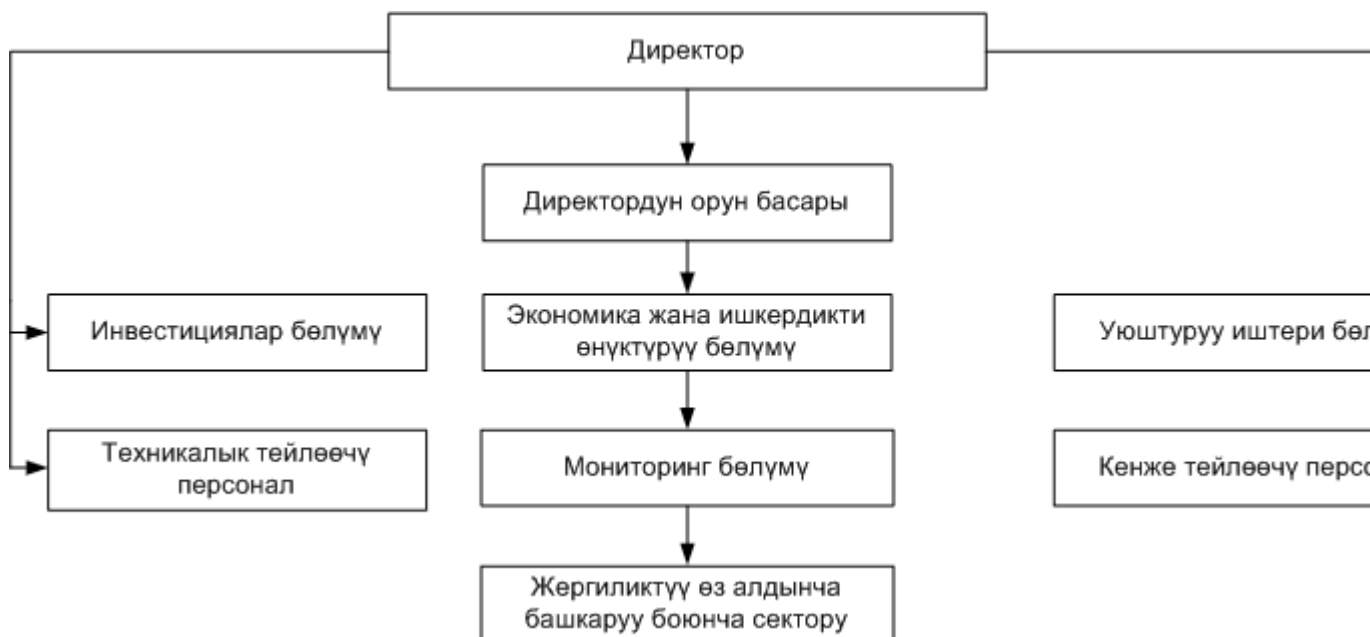 Директор
Директордун орун басары
Инвестициялар бөлүмү
Экономика жана ишкердикти
өнүктүрүү бөлүмү
Уюштуруу иштери
Техникалык тейлөөчү
персонал
Мониторинг бөлүмү
Кенже тейлөөчү
Жергиликтүү өз алдынча
башкаруу боюнча сектору